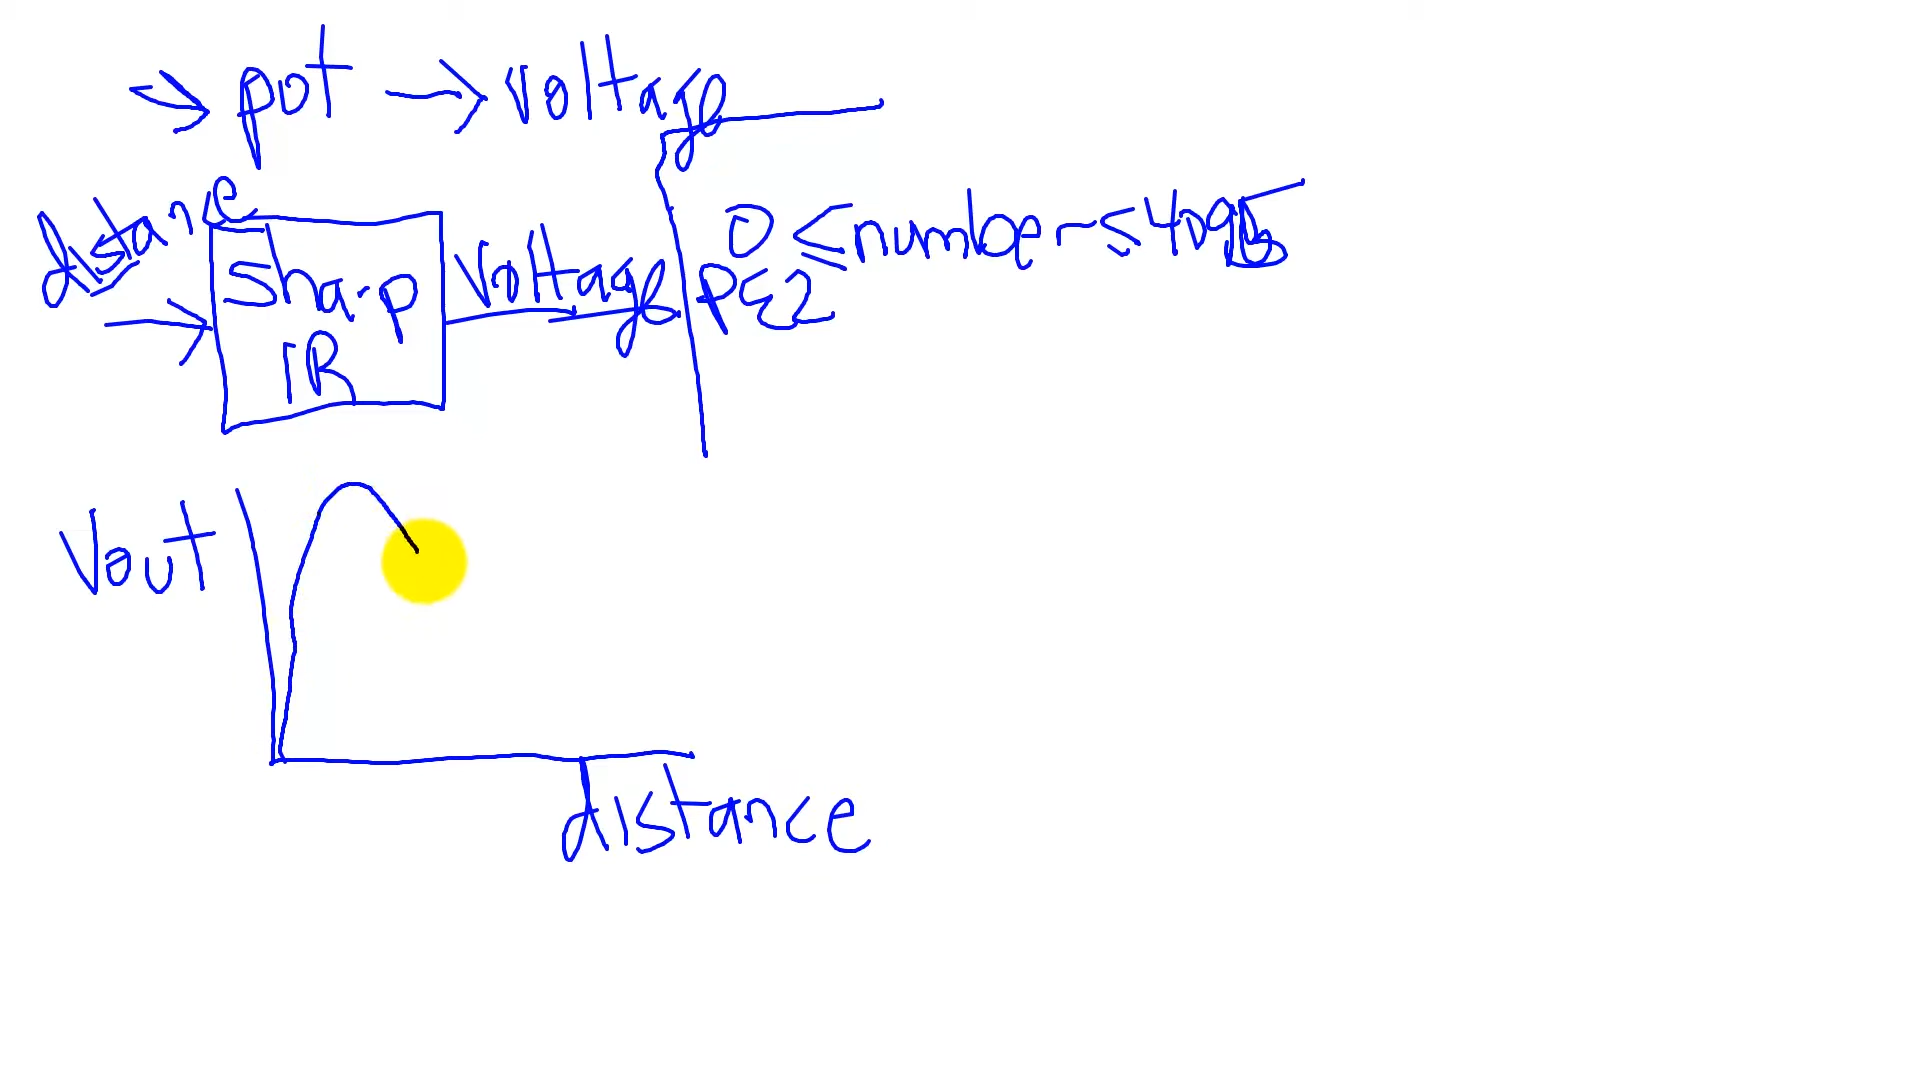 → pot → voltage
distance
Sharp
IR
Voltage
PE2
0 ≤ number ≤ 4095
Vout
distance